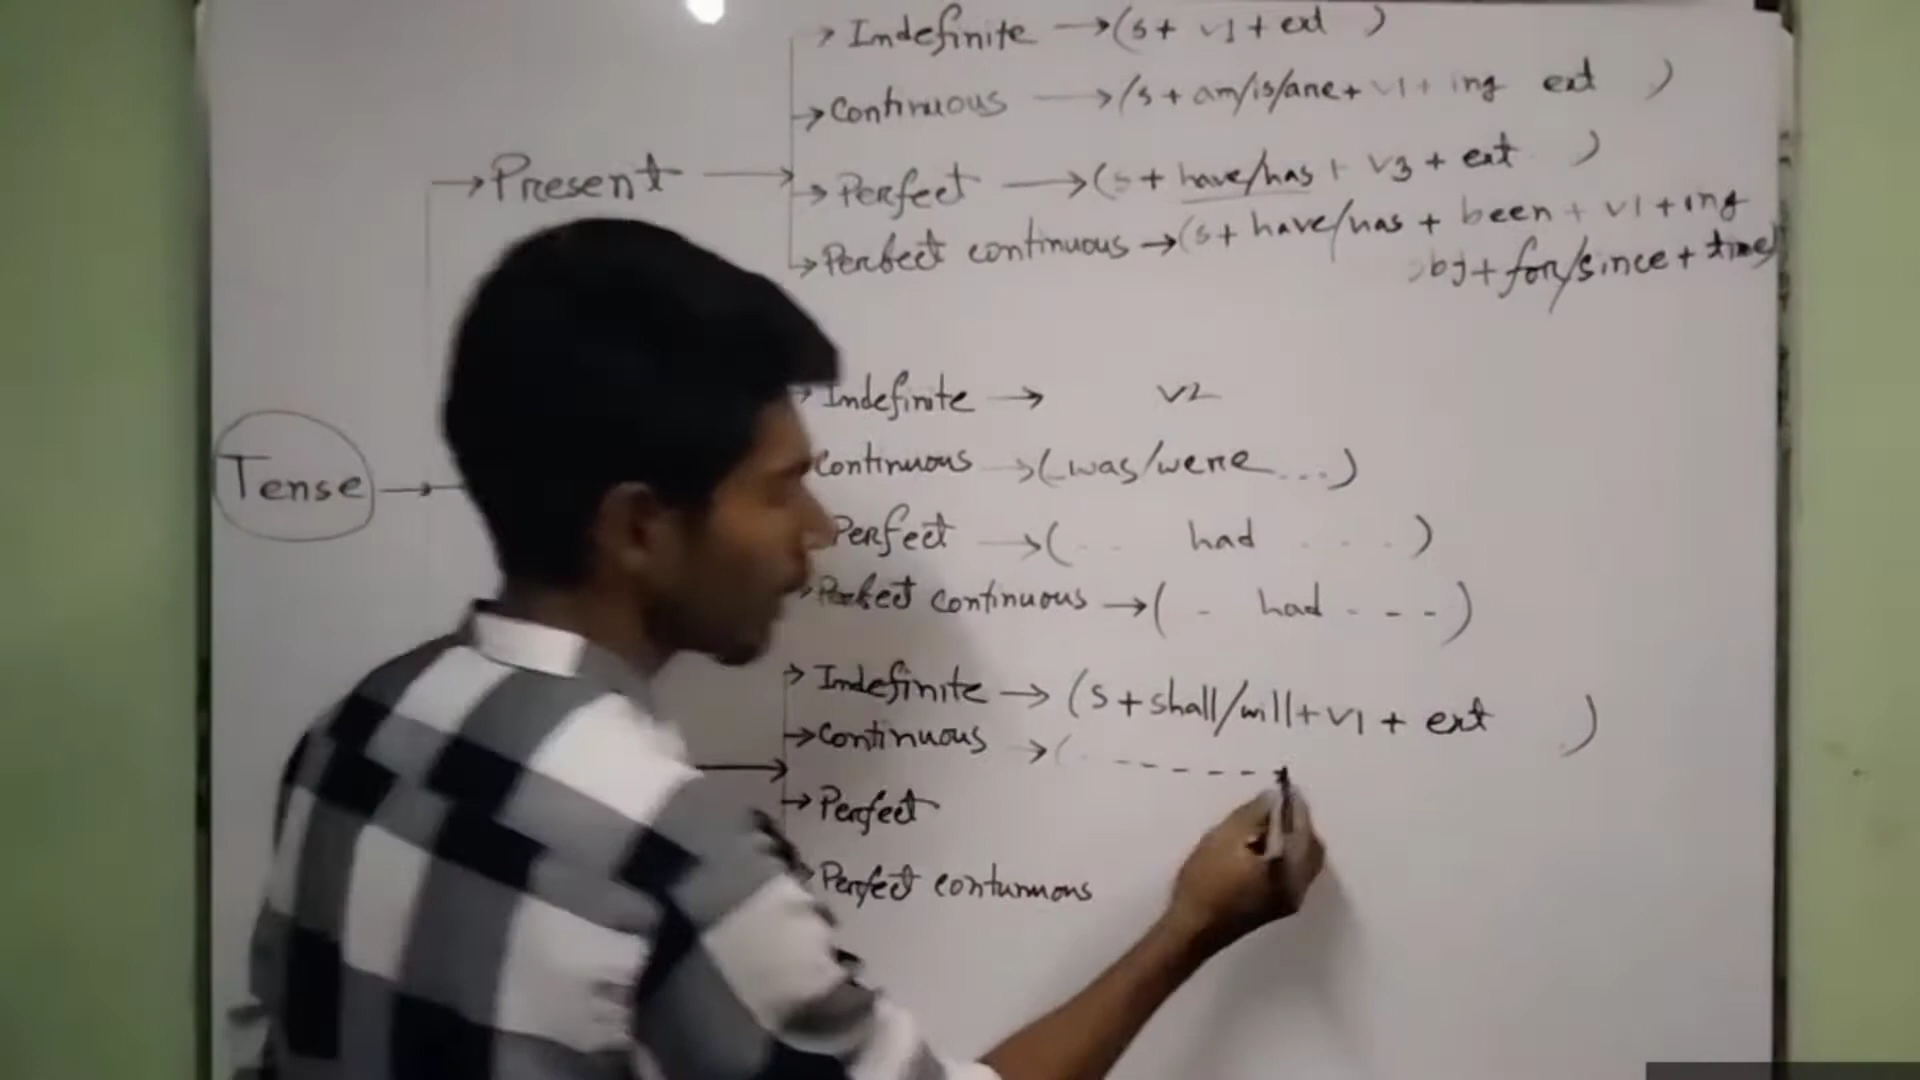 Indefinite → (s + v1 + ext )
Continuous → (s + am/is/are + v1 + ing ext )
Present →
Perfect → (s + have/has + v3 + ext )
Perfect continuous → (s + have/has + been + v1 + ing
obj + for/since + time)
Indefinite → v2
Continuous → (was/were ...)
Tense →
Perfect → (.. had ....)
Perfect continuous → (- had ----)
Indefinite → (S + shall/will + v1 + ext )
Continuous → (-------
Perfect
Perfect contunuous